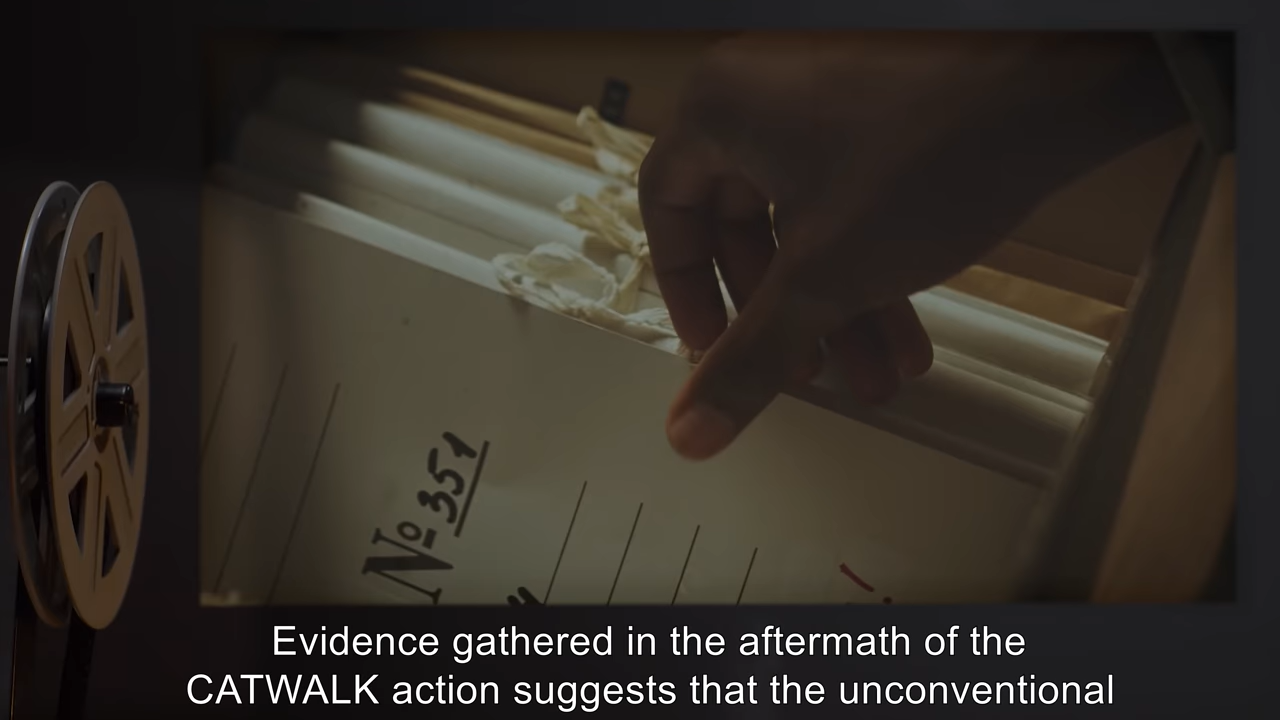 № 351
Evidence gathered in the aftermath of the
CATWALK action suggests that the unconventional